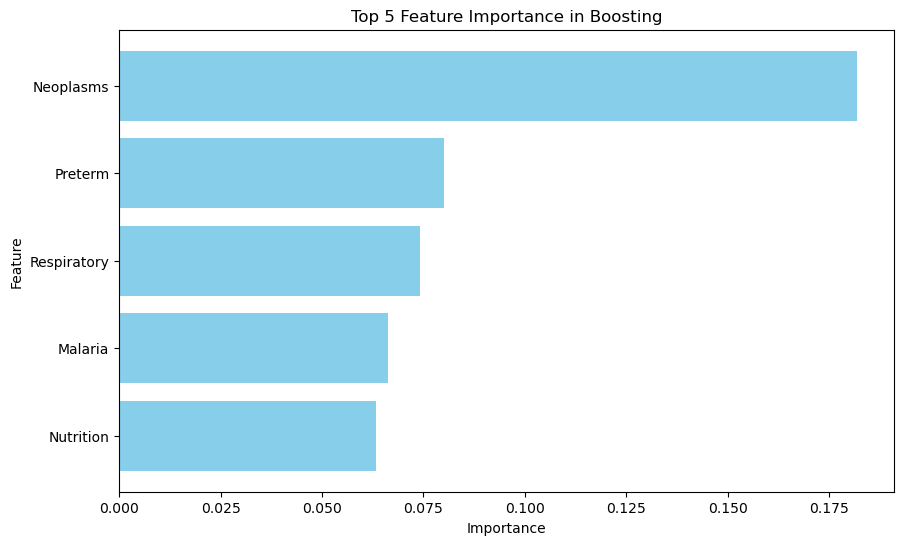 Top 5 Feature Importance in Boosting
Feature
Neoplasms
Preterm
Respiratory
Malaria
Nutrition
0.000 0.025 0.050 0.075 0.100 0.125 0.150 0.175
Importance